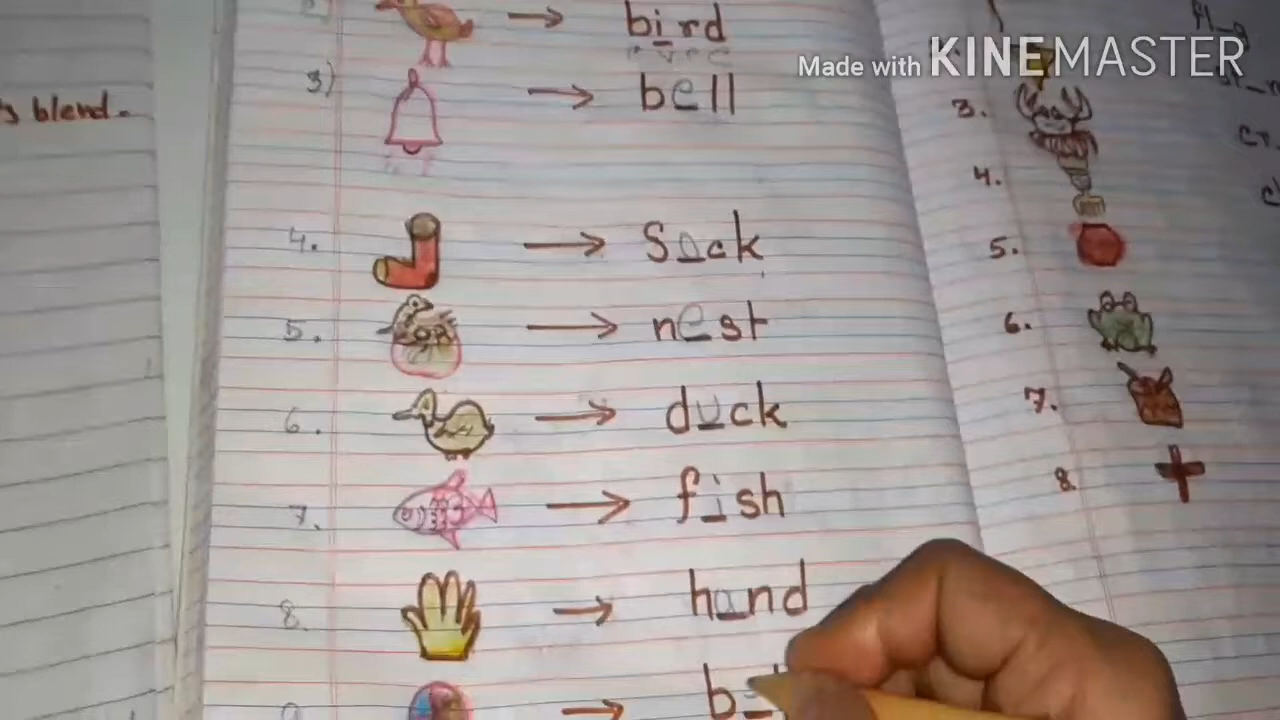 bird
Made with KINEMASTER
3) bell
s blend.
4. Sock
5. nest
6. duck
7. fish
8. hand
9
3.
4.
5.
6.
7.
8.